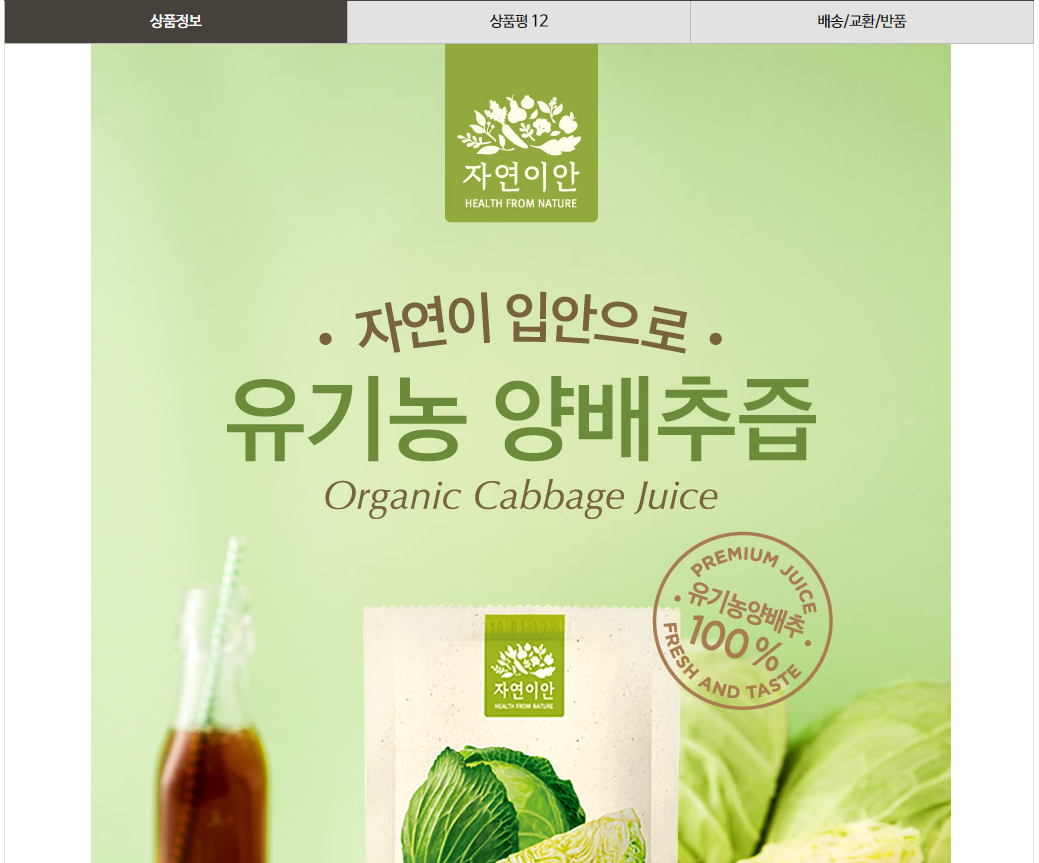 상품정보
상품평 12
배송/교환/반품
자연이안
HEALTH FROM NATURE
• 자연이 입안으로 •
유기농 양배추즙
Organic Cabbage Juice
PREMIUM JUICE
• 유기농양배추 •
100%
FRESH AND TASTE
자연이안
HEALTH FROM NATURE